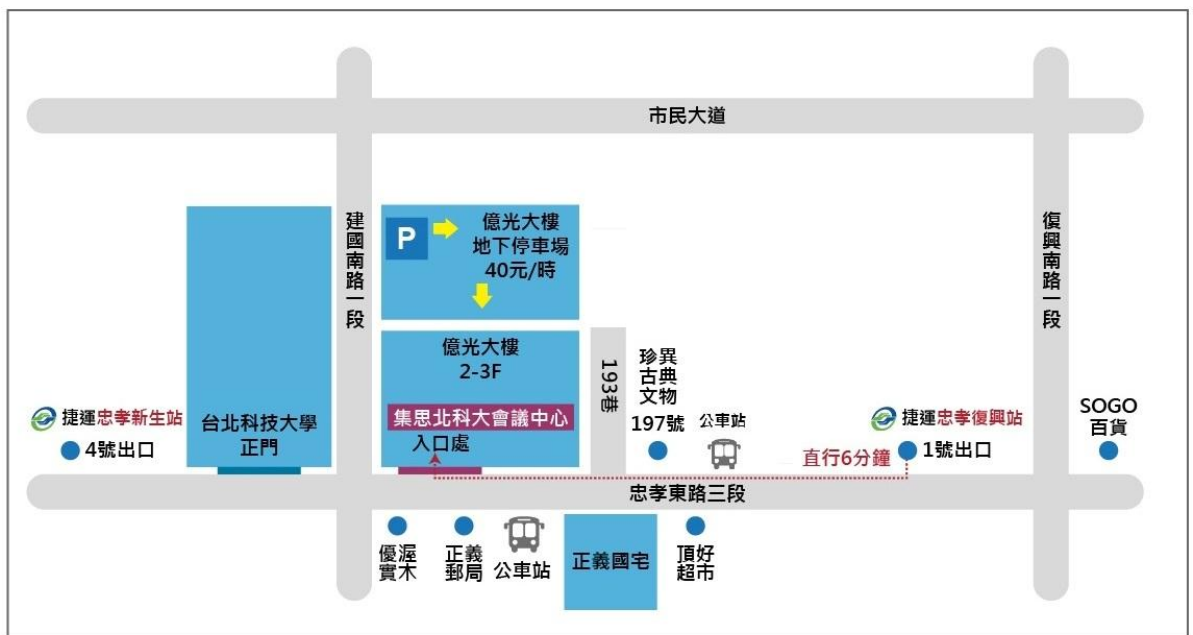 市民大道
建國南路一段
復興南路一段
P
億光大樓
地下停車場
40元/時
億光大樓
2-3F
集思北科大會議中心
入口處
193巷
珍異
古典
文物
197號
公車站
捷運忠孝新生站
4號出口
台北科技大學
正門
捷運忠孝復興站
1號出口
直行6分鐘
SOGO
百貨
忠孝東路三段
優渥
實木
正義
郵局
公車站
正義國宅
頂好
超市